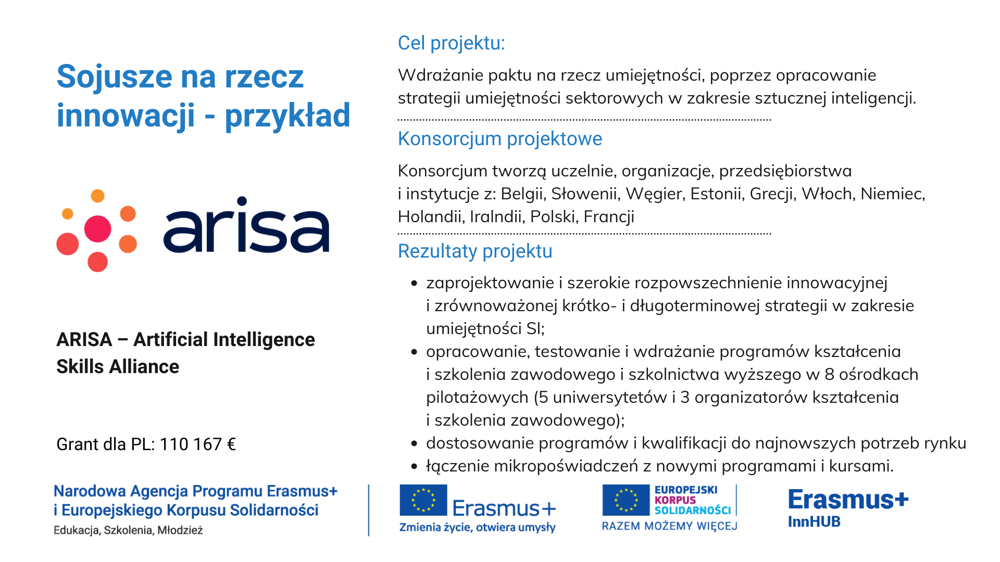 Sojusze na rzecz
innowacji - przykład
arisa
ARISA – Artificial Intelligence
Skills Alliance
Grant dla PL: 110 167 €
Cel projektu:
Wdrażanie paktu na rzecz umiejętności, poprzez opracowanie
strategii umiejętności sektorowych w zakresie sztucznej inteligencji.
Konsorcjum projektowe
Konsorcjum tworzą uczelnie, organizacje, przedsiębiorstwa
i instytucje z: Belgii, Słowenii, Węgier, Estonii, Grecji, Włoch, Niemiec,
Holandii, Iralndii, Polski, Francji
Rezultaty projektu
• zaprojektowanie i szerokie rozpowszechnienie innowacyjnej
i zrównoważonej krótko- i długoterminowej strategii w zakresie
umiejętności SI;
• opracowanie, testowanie i wdrażanie programów kształcenia
i szkolenia zawodowego i szkolnictwa wyższego w 8 ośrodkach
pilotażowych (5 uniwersytetów i 3 organizatorów kształcenia
i szkolenia zawodowego);
• dostosowanie programów i kwalifikacji do najnowszych potrzeb rynku
• łączenie mikropoświadczeń z nowymi programami i kursami.
Narodowa Agencja Programu Erasmus+
i Europejskiego Korpusu Solidarności
Edukacja, Szkolenia, Młodzież
Erasmus+
Zmienia życie, otwiera umysły
EUROPEJSKI
KORPUS
SOLIDARNOŚCI
RAZEM MOŻEMY WIĘCEJ
Erasmus+
InnHUB